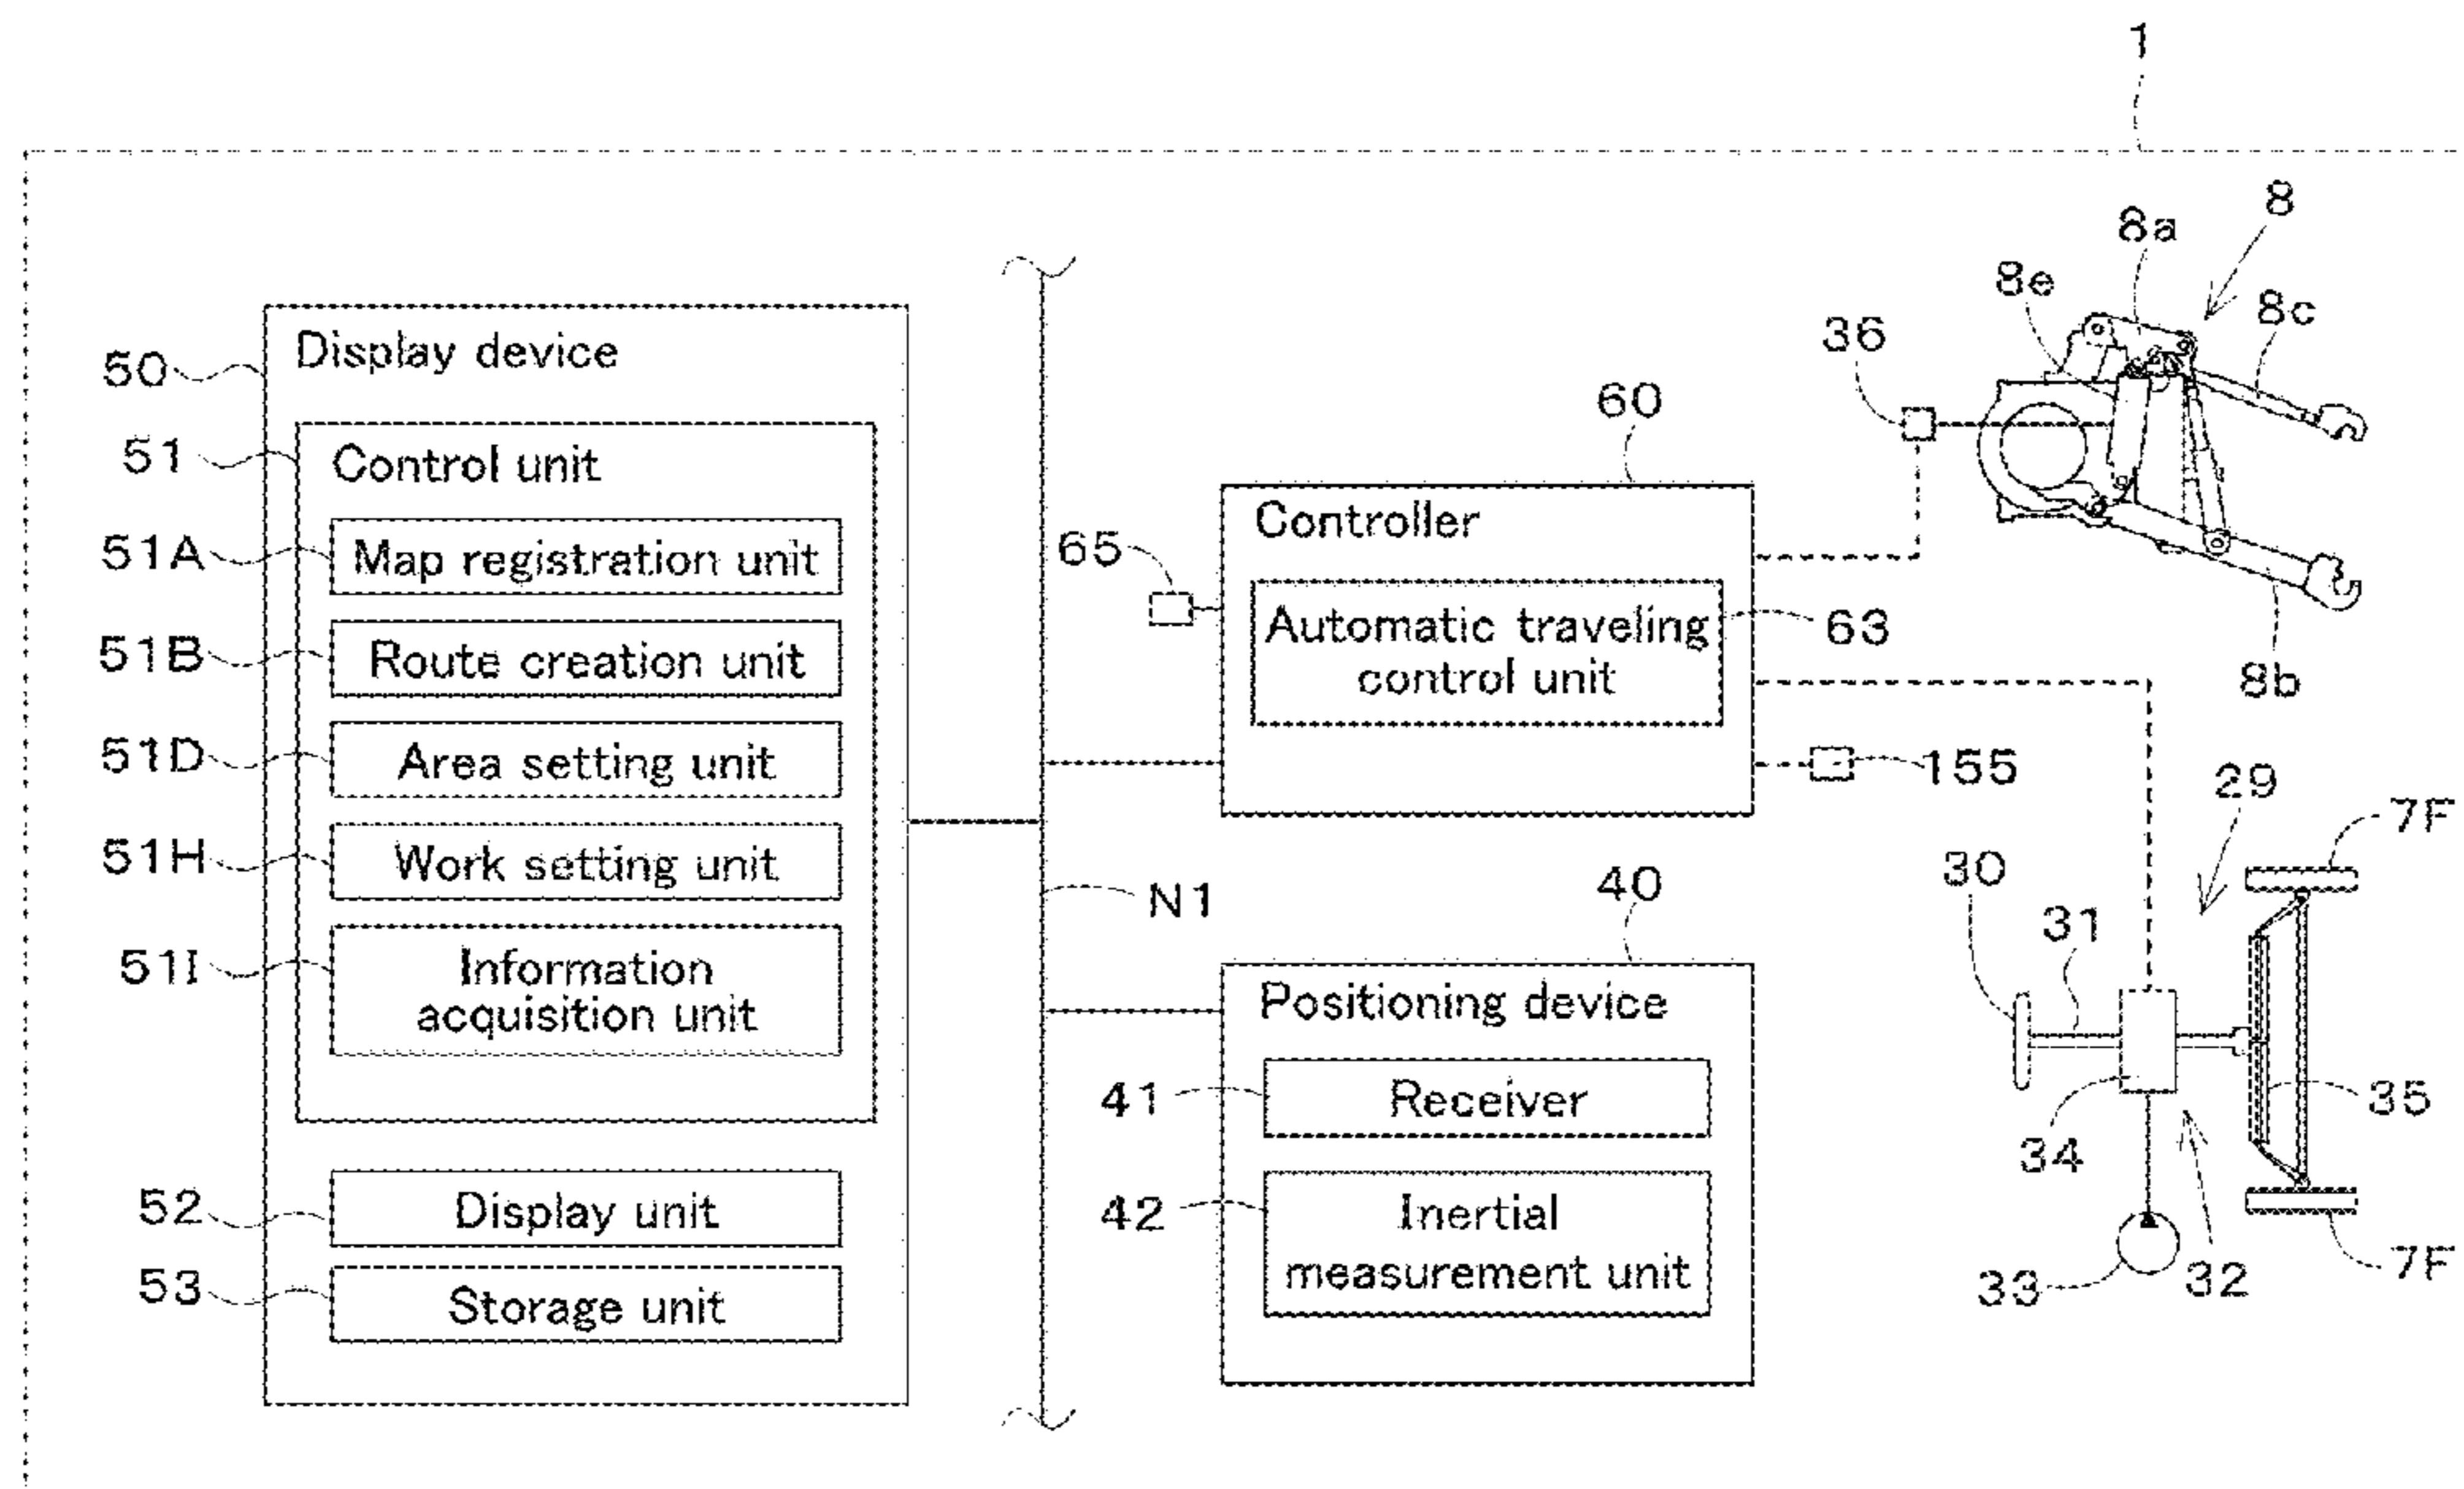 1
8
8a
8e
8c
36
50
Display device
60
51
Control unit
Controller
51A
Map registration unit
65
Automatic traveling
control unit
63
51B
Route creation unit
8b
51D
Area setting unit
155
29
7F
51H
Work setting unit
N1
40
30
31
51I
Information
acquisition unit
Positioning device
41
Receiver
35
34
52
Display unit
42
Inertial
measurement unit
7F
53
Storage unit
33
32